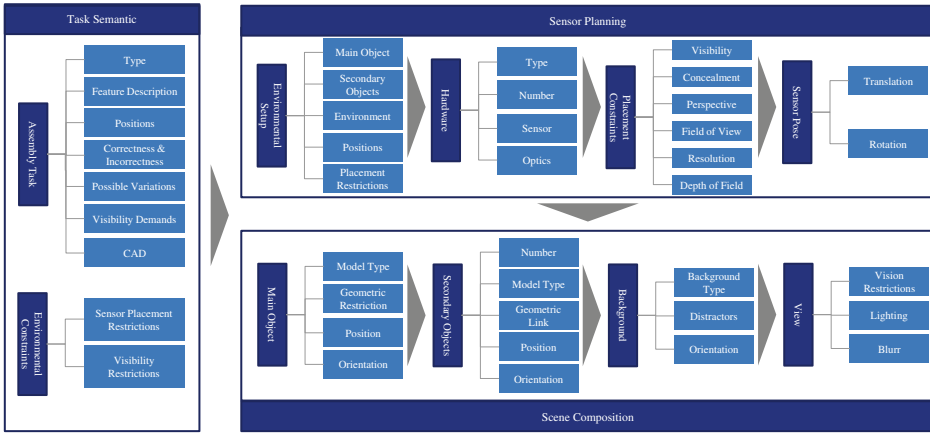 Task Semantic
Assembly Task
Type
Feature Description
Positions
Correctness &
Incorrectness
Possible Variations
Visibility Demands
CAD
Environmental
Constraints
Sensor Placement
Restrictions
Visibility
Restrictions
Sensor Planning
Environmental
Setup
Main Object
Secondary
Objects
Environment
Positions
Placement
Restrictions
Hardware
Type
Number
Sensor
Optics
Placement
Constraints
Visibility
Concealment
Perspective
Field of View
Resolution
Depth of Field
Sensor Pose
Translation
Rotation
Main Object
Model Type
Geometric
Restriction
Position
Orientation
Secondary Objects
Number
Model Type
Geometric
Link
Position
Orientation
Background
Background
Type
Distractors
Orientation
View
Vision
Restrictions
Lighting
Blurr
Scene Composition